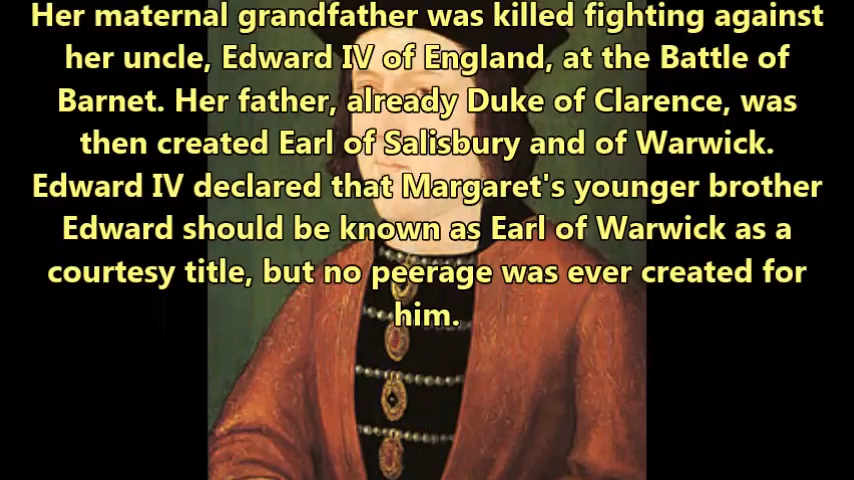 Her maternal grandfather was killed fighting against
her uncle, Edward IV of England, at the Battle of
Barnet. Her father, already Duke of Clarence, was
then created Earl of Salisbury and of Warwick.
Edward IV declared that Margaret's younger brother
Edward should be known as Earl of Warwick as a
courtesy title, but no peerage was ever created for
him.